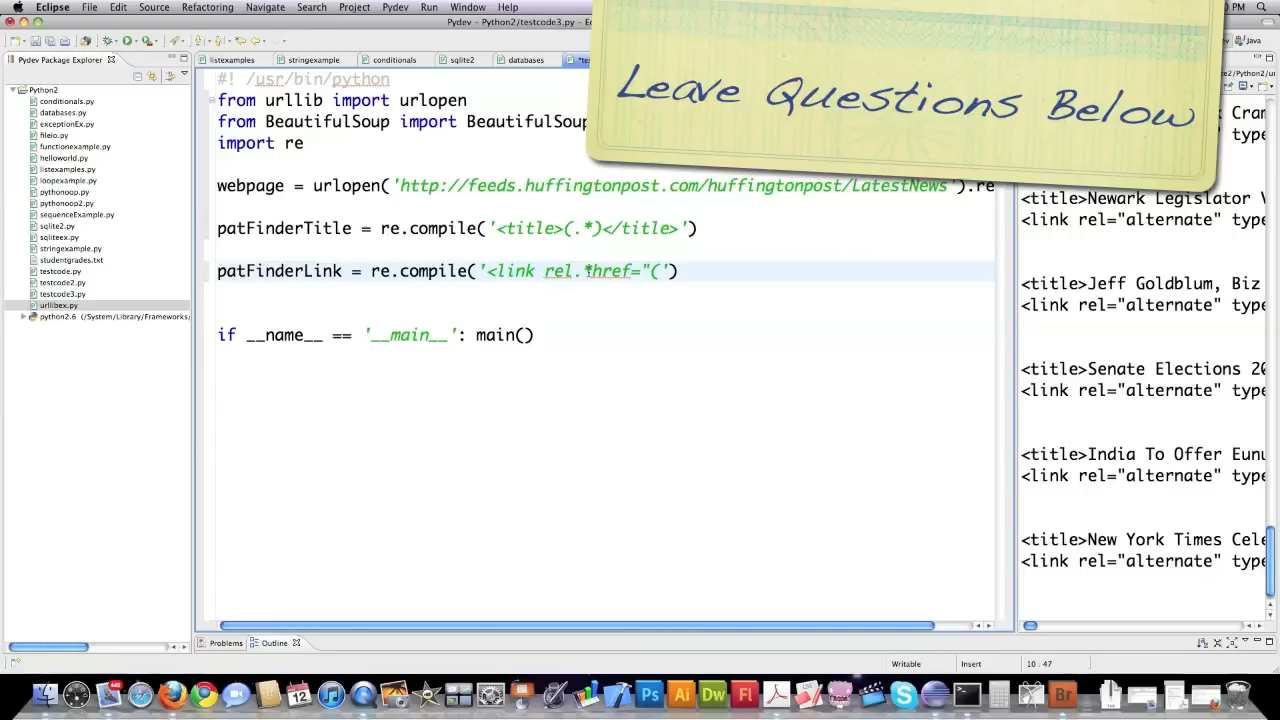 Eclipse File Edit Source Refactoring Navigate Search Project Pydev Run Window Help
Pydev - Python2/testcode3.py -
Java
Pydev Package Explorer
listexamples
stringexample
conditionals
sqlite2
databases
Leave Questions Below
Python2
conditionals.py
databases.py
exceptionEx.py
fileio.py
functionexample.py
helloworld.py
listexamples.py
loopexample.py
pythonoop.py
pythonoop2.py
sequenceExample.py
sqlite2.py
sqliteex.py
stringexample.py
studentgrades.txt
testcode.py
testcode2.py
testcode3.py
urllibex.py
python2.6 (/System/Library/Frameworks/
#! /usr/bin/python
from urllib import urlopen
from BeautifulSoup import BeautifulSoup
import re
webpage = urlopen('http://feeds.huffingtonpost.com/huffingtonpost/LatestNews').re
patFinderTitle = re.compile('<title>(.*)</title>')
patFinderLink = re.compile('<link rel.*href="(')
if __name__ == '__main__': main()
<title>Newark Legislator
<link rel="alternate" type
<title>Jeff Goldblum, Biz
<link rel="alternate" type
<title>Senate Elections 20
<link rel="alternate" type
<title>India To Offer Eunu
<link rel="alternate" type
<title>New York Times Cele
<link rel="alternate" type
Problems
Outline
Writable
Insert
10 : 47